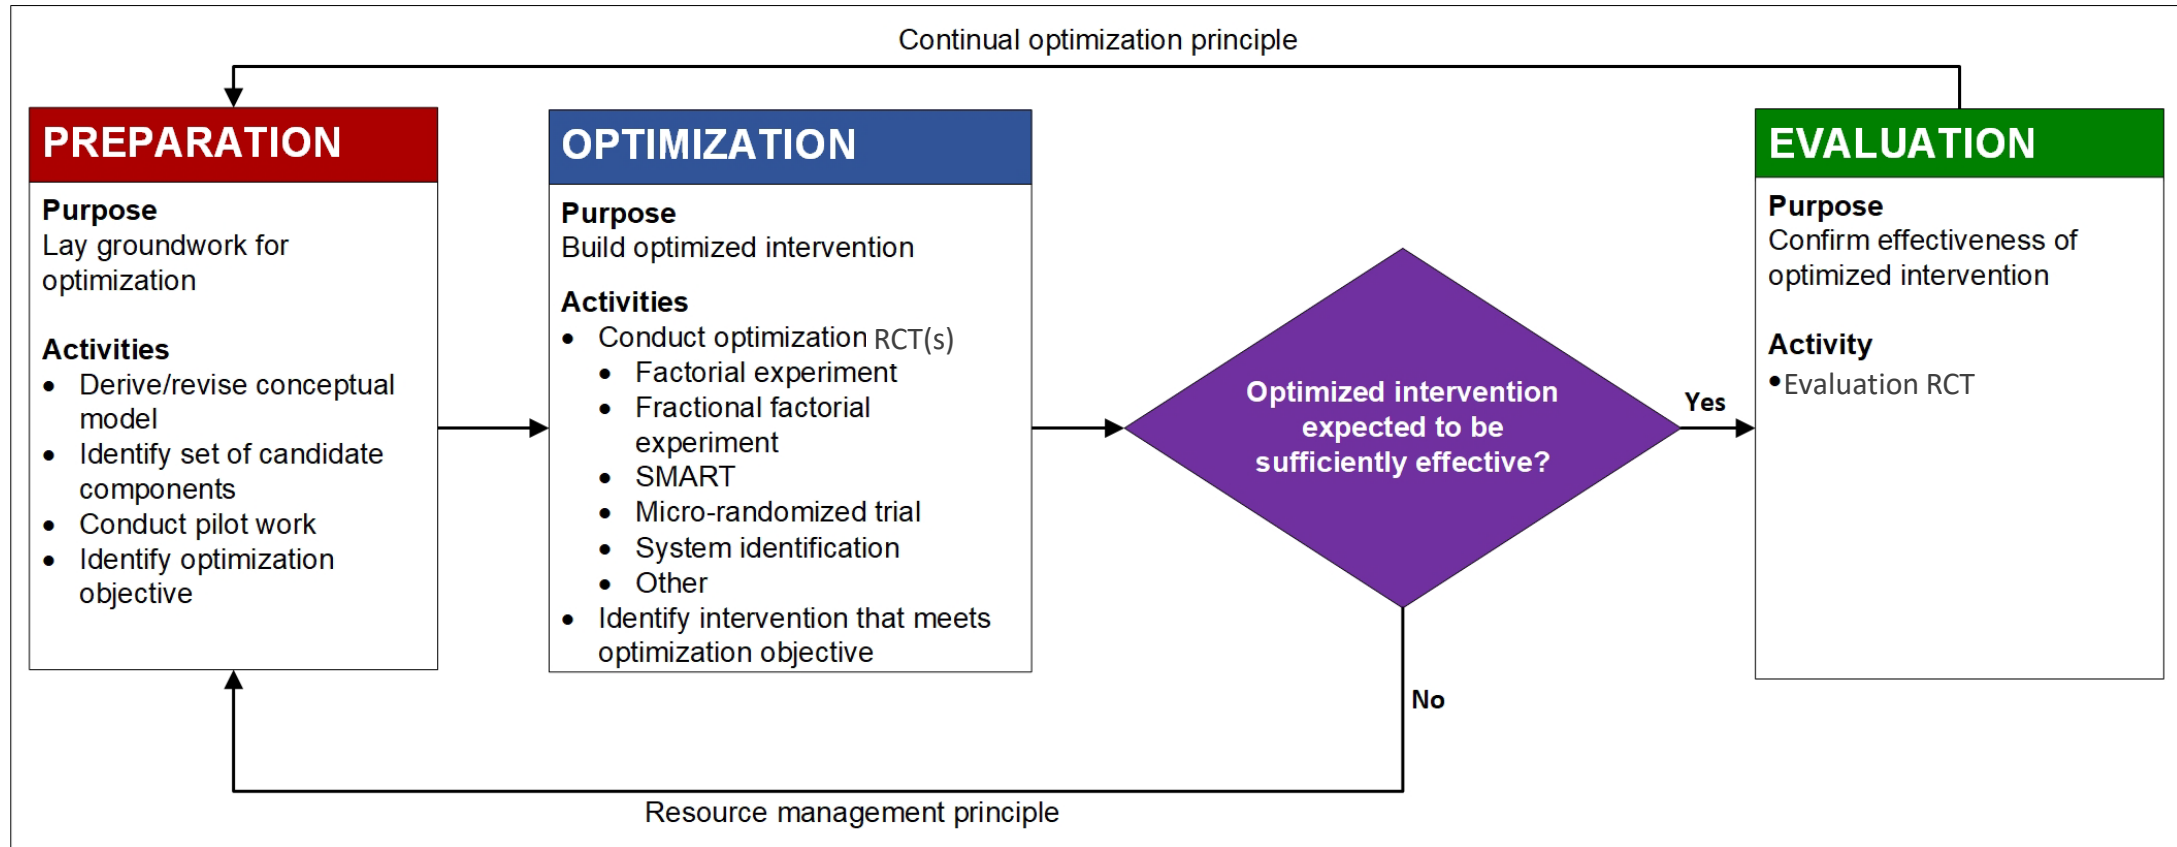 Continual optimization principle
PREPARATION
Purpose
Lay groundwork for
optimization
Activities
• Derive/revise conceptual
model
• Identify set of candidate
components
• Conduct pilot work
• Identify optimization
objective
OPTIMIZATION
Purpose
Build optimized intervention
Activities
• Conduct optimization RCT(s)
• Factorial experiment
• Fractional factorial
experiment
• SMART
• Micro-randomized trial
• System identification
• Other
• Identify intervention that meets
optimization objective
Optimized intervention
expected to be
sufficiently effective?
Yes
No
EVALUATION
Purpose
Confirm effectiveness of
optimized intervention
Activity
•Evaluation RCT
Resource management principle